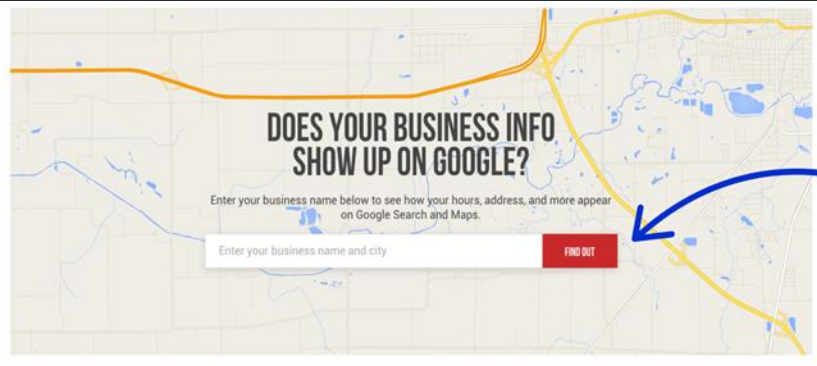 DOES YOUR BUSINESS INFO
SHOW UP ON GOOGLE?
Enter your business name below to see how your hours, address, and more appear
on Google Search and Maps.
Enter your business name and city
FIND OUT